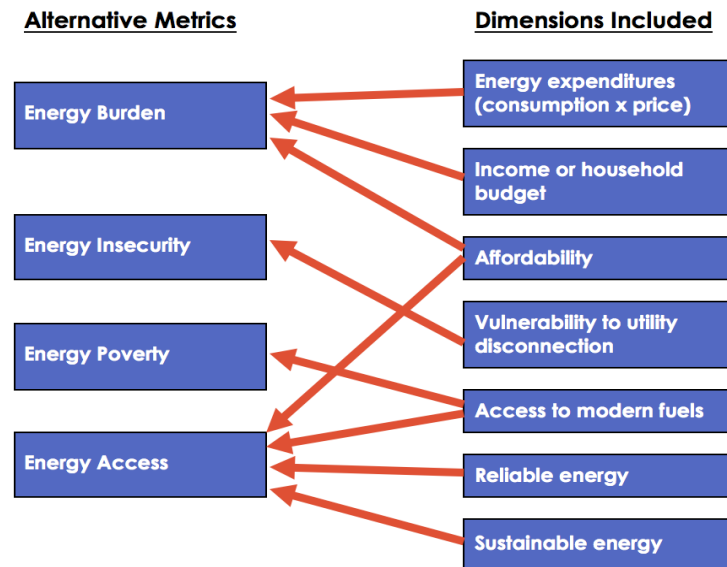 Alternative Metrics
Energy Burden
Energy Insecurity
Energy Poverty
Energy Access
Dimensions Included
Energy expenditures
(consumption x price)
Income or household
budget
Affordability
Vulnerability to utility
disconnection
Access to modern fuels
Reliable energy
Sustainable energy